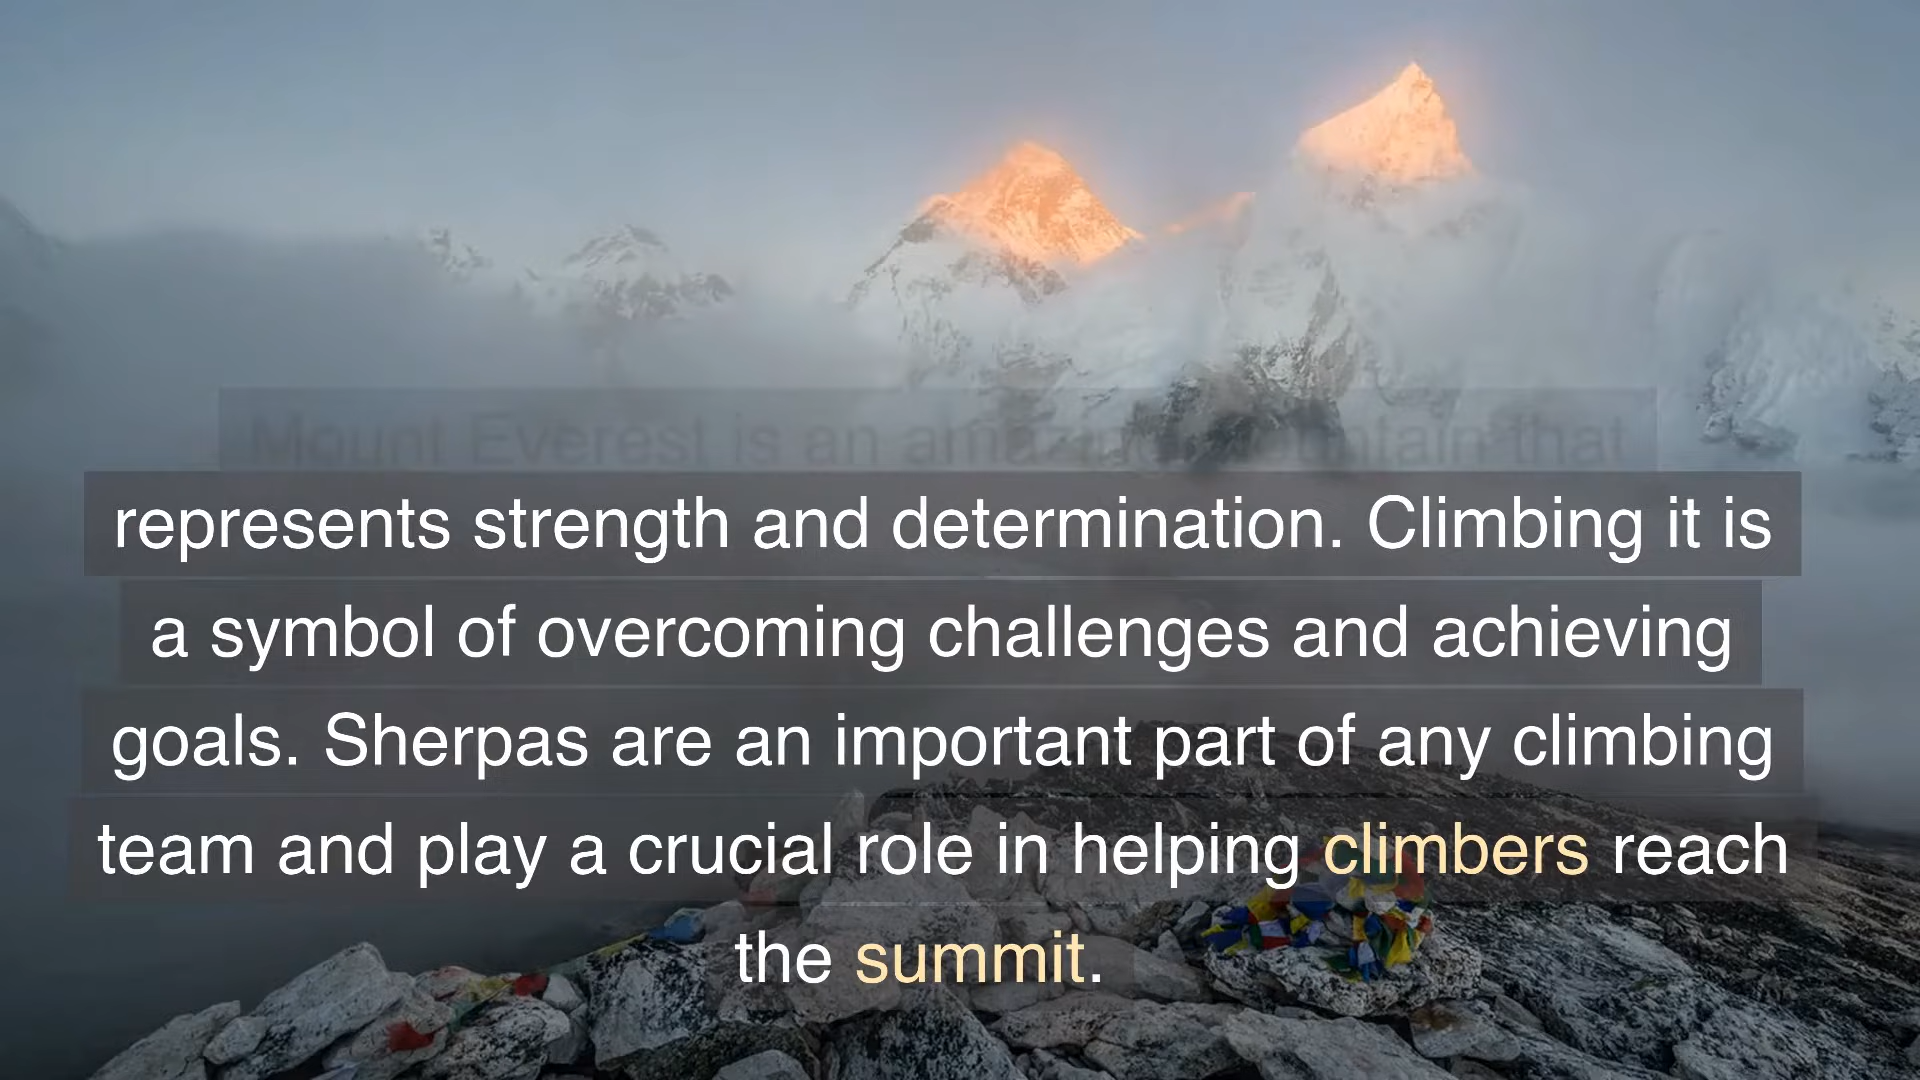 Mount Everest is an amazing mountain that
represents strength and determination. Climbing it is
a symbol of overcoming challenges and achieving
goals. Sherpas are an important part of any climbing
team and play a crucial role in helping climbers reach
the summit.